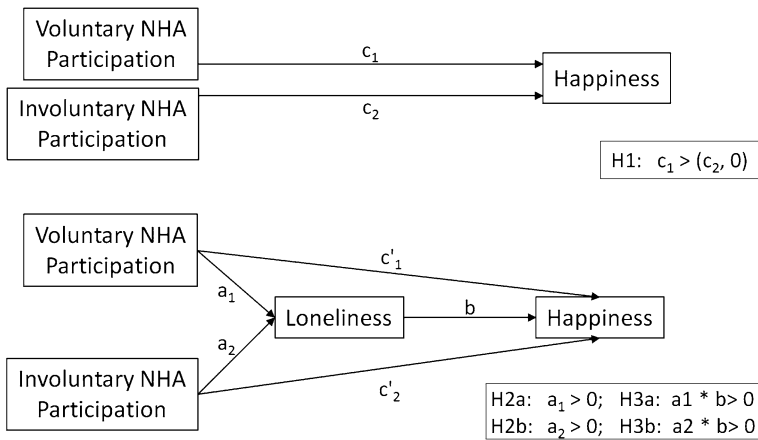 Voluntary NHA
Participation
c₁
Happiness
Involuntary NHA
Participation
c₂
H1: c₁ > (c₂, 0)
Voluntary NHA
Participation
c'₁
a₁
Loneliness
b
Happiness
a₂
Involuntary NHA
Participation
c'₂
H2a: a₁ > 0; H3a: a1 * b> 0
H2b: a₂ > 0; H3b: a2 * b> 0